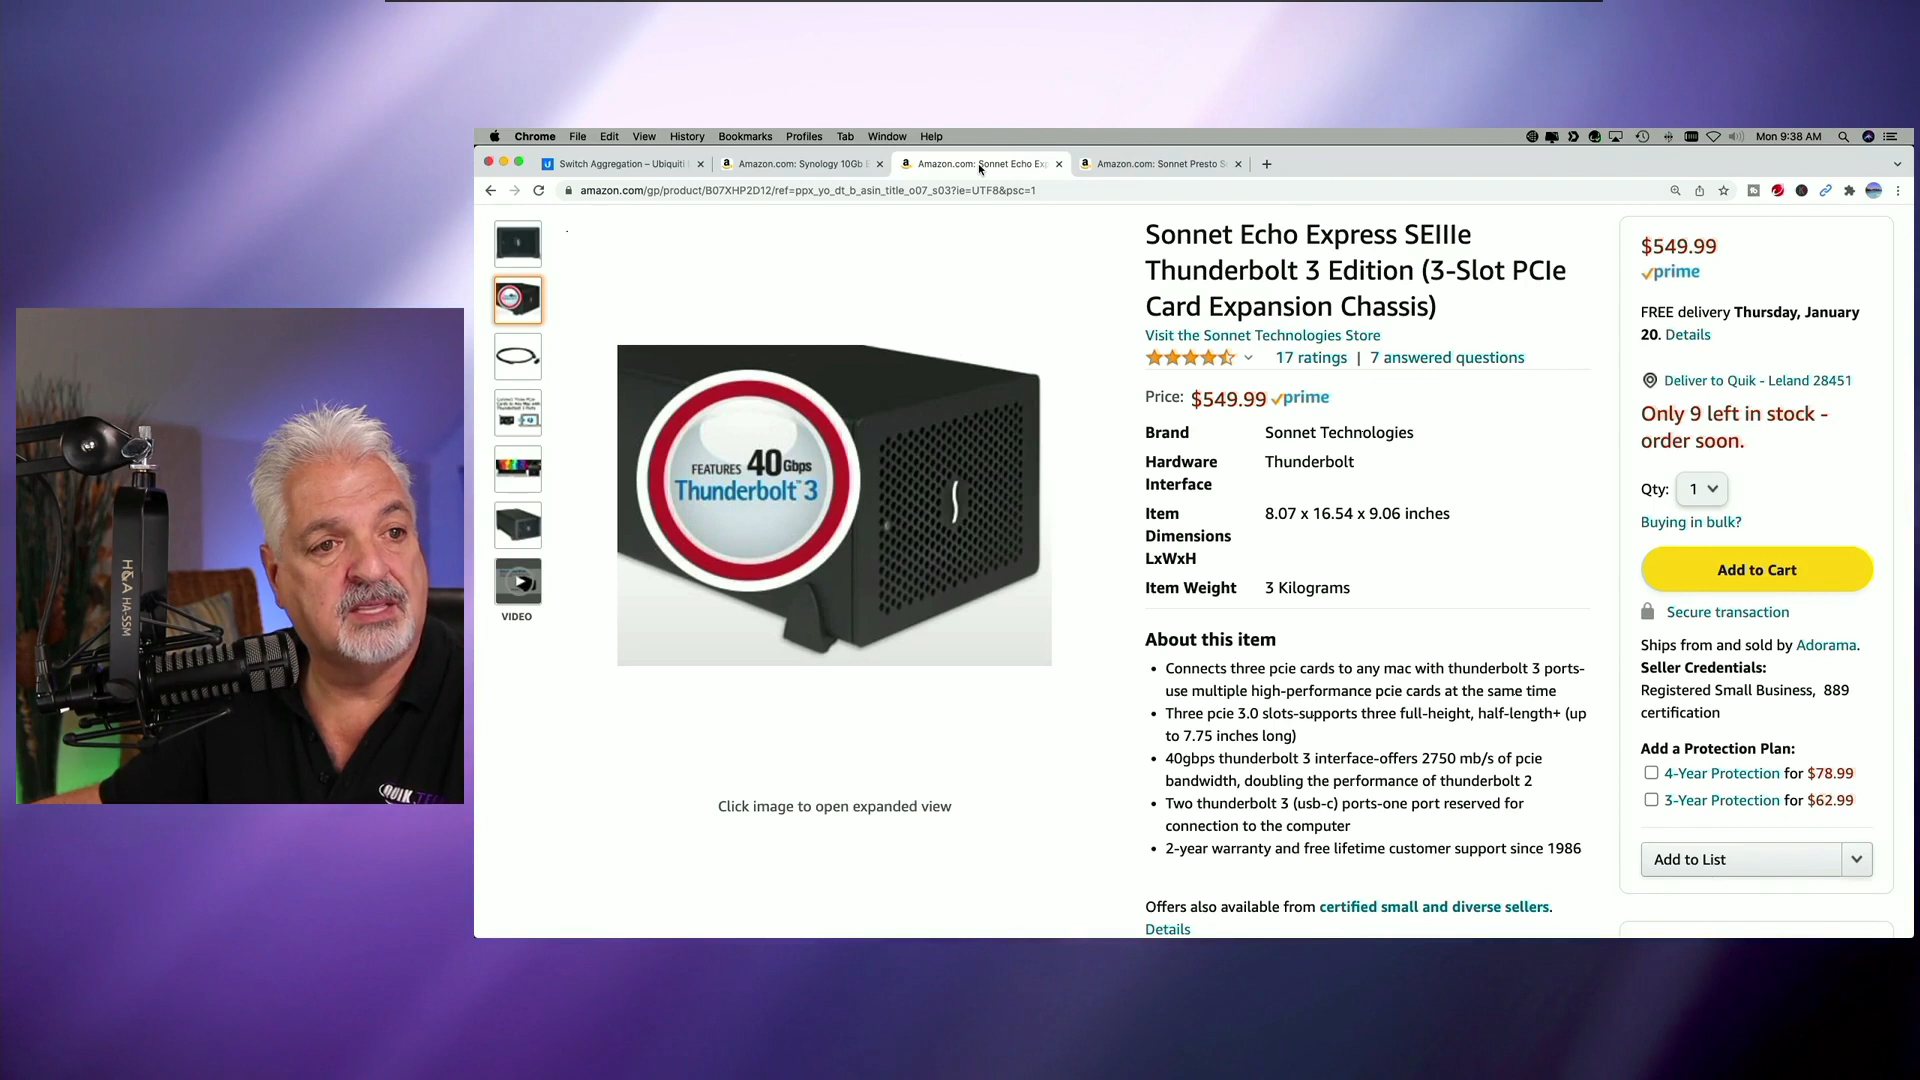 Chrome File Edit View History Bookmarks Profiles Tab Window Help
Mon 9:38 AM
Switch Aggregation – Ubiquiti
Amazon.com: Synology 10Gb
Amazon.com: Sonnet Echo Exp
Amazon.com: Sonnet Presto
amazon.com/gp/product/B07XHP2D12/ref=ppx_yo_dt_b_asin_title_o07_s03?ie=UTF8&psc=1
VIDEO
FEATURES 40Gbps
Thunderbolt™ 3
Click image to open expanded view
Sonnet Echo Express SEIIIe
Thunderbolt 3 Edition (3-Slot PCIe
Card Expansion Chassis)
Visit the Sonnet Technologies Store
17 ratings | 7 answered questions
Price: $549.99 prime
Brand Sonnet Technologies
Hardware Interface Thunderbolt
Item Dimensions LxWxH 8.07 x 16.54 x 9.06 inches
Item Weight 3 Kilograms
About this item
• Connects three pcie cards to any mac with thunderbolt 3 ports-
use multiple high-performance pcie cards at the same time
• Three pcie 3.0 slots-supports three full-height, half-length+ (up
to 7.75 inches long)
• 40gbps thunderbolt 3 interface-offers 2750 mb/s of pcie
bandwidth, doubling the performance of thunderbolt 2
• Two thunderbolt 3 (usb-c) ports-one port reserved for
connection to the computer
• 2-year warranty and free lifetime customer support since 1986
Offers also available from certified small and diverse sellers.
Details
$549.99
prime
FREE delivery Thursday, January
20. Details
Deliver to Quik - Leland 28451
Only 9 left in stock -
order soon.
Qty: 1
Buying in bulk?
Add to Cart
Secure transaction
Ships from and sold by Adorama.
Seller Credentials:
Registered Small Business, 889
certification
Add a Protection Plan:
4-Year Protection for $78.99
3-Year Protection for $62.99
Add to List
H&A HA-SSM
QUIK